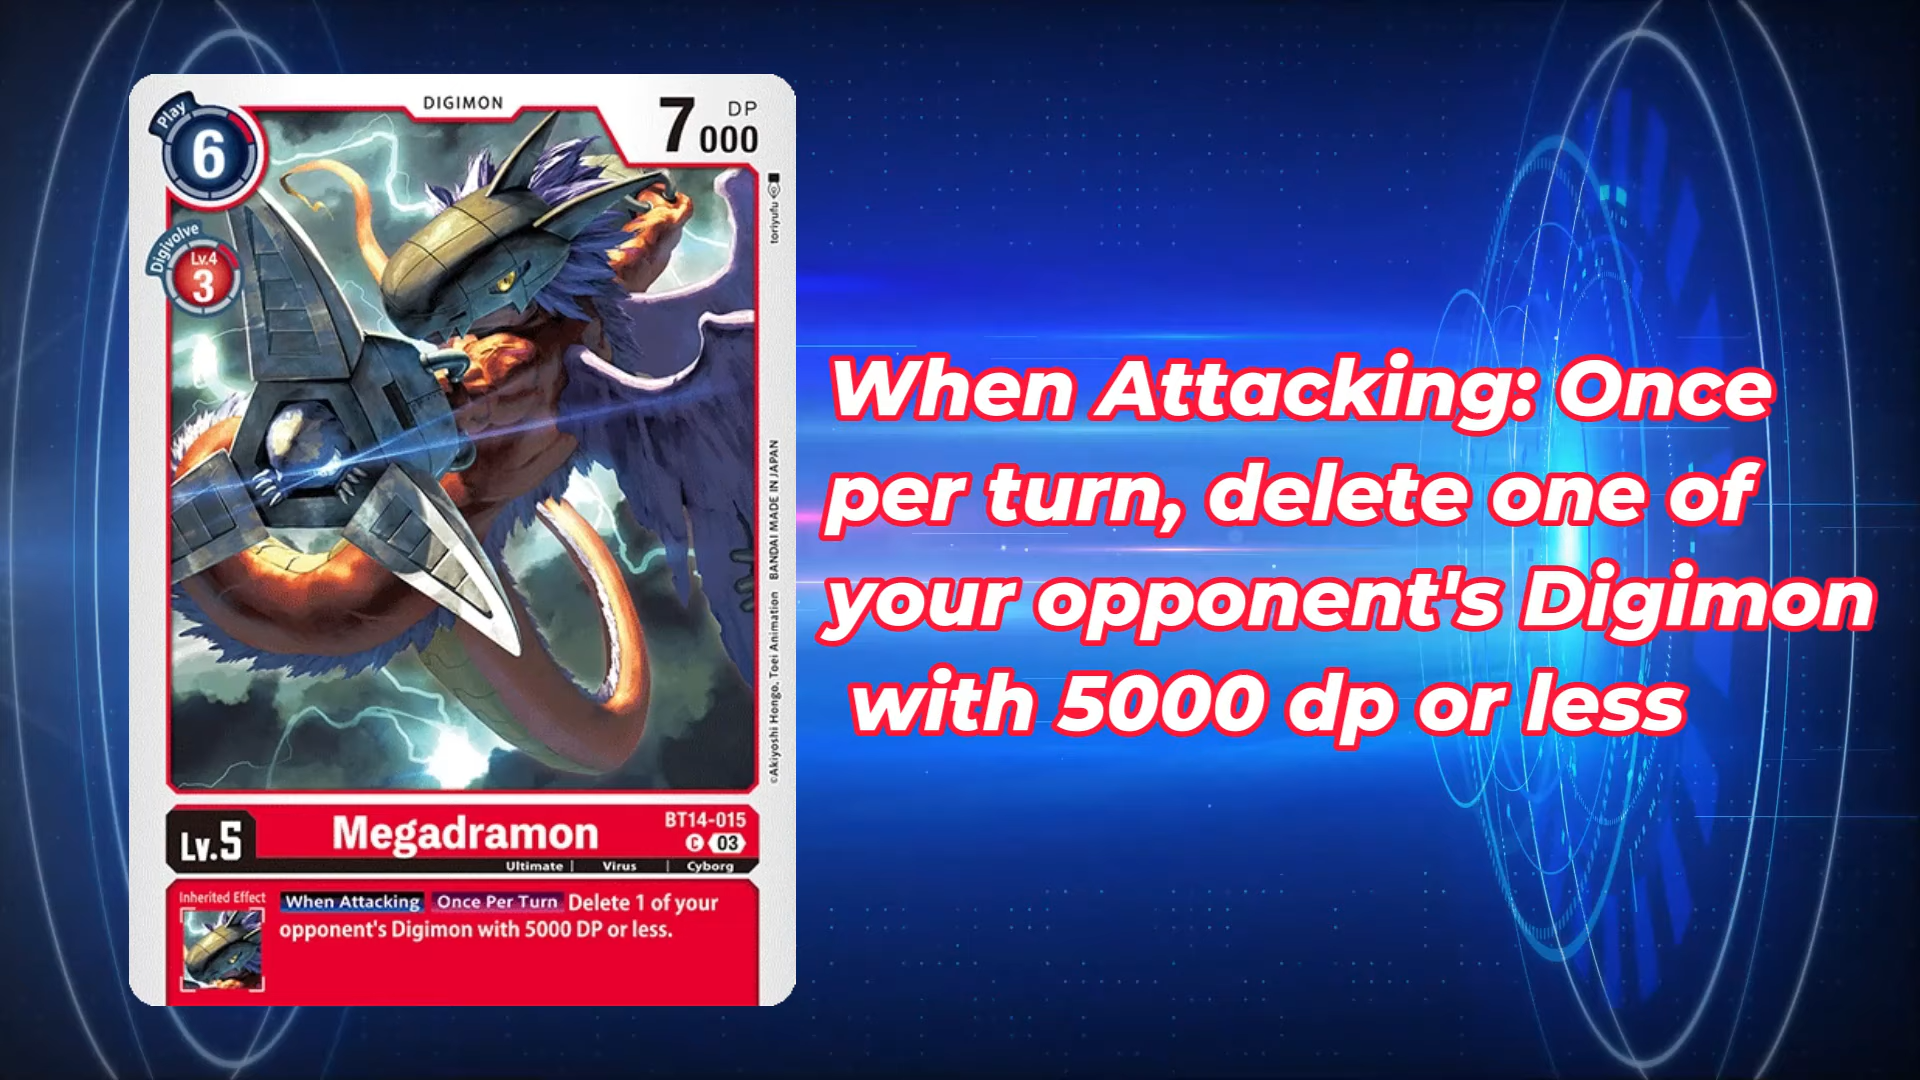 DIGIMON
Play
6
7000
DP
Digivolve
Lv.4
3
toriyufu
©Akiyoshi Hongo, Toei Animation BANDAI MADE IN JAPAN
When Attacking: Once
per turn, delete one of
your opponent's Digimon
with 5000 dp or less
Lv.5
Megadramon
BT14-015
C 03
Ultimate | Virus | Cyborg
Inherited Effect
When Attacking Once Per Turn Delete 1 of your
opponent's Digimon with 5000 DP or less.